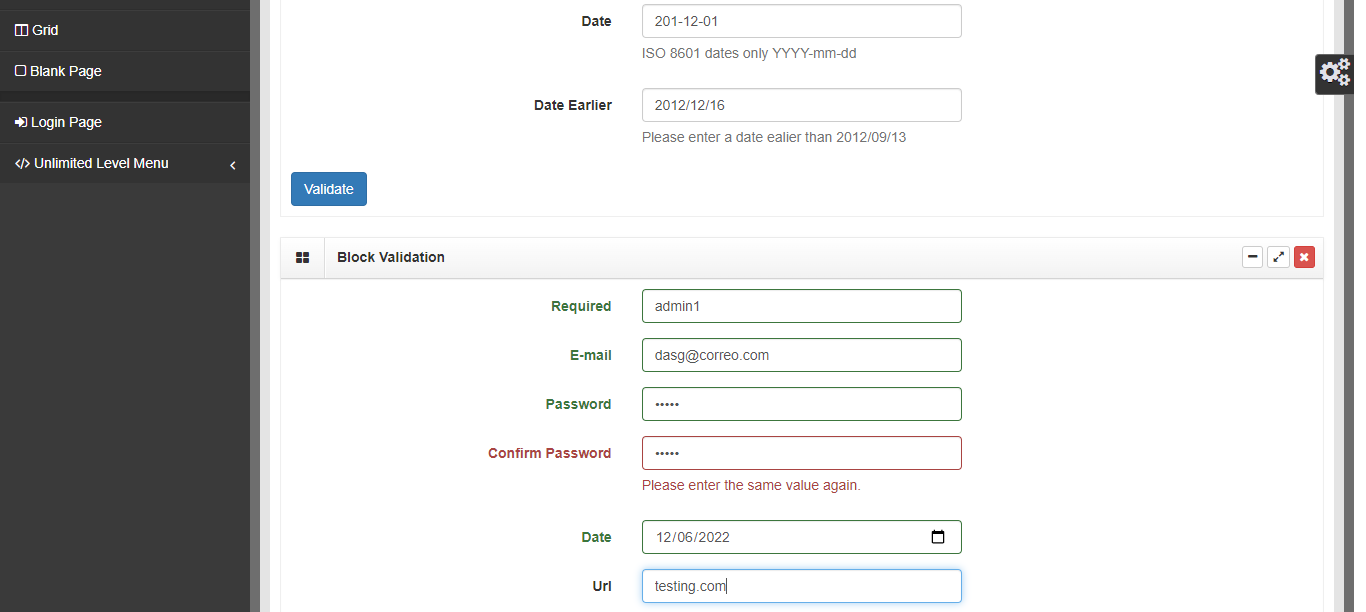 Grid
Blank Page
Login Page
Unlimited Level Menu
Date
201-12-01
ISO 8601 dates only YYYY-mm-dd
Date Earlier
2012/12/16
Please enter a date ealier than 2012/09/13
Validate
Block Validation
Required
admin1
E-mail
dasg@correo.com
Password
•••••
Confirm Password
•••••
Please enter the same value again.
Date
12/06/2022
Url
testing.com